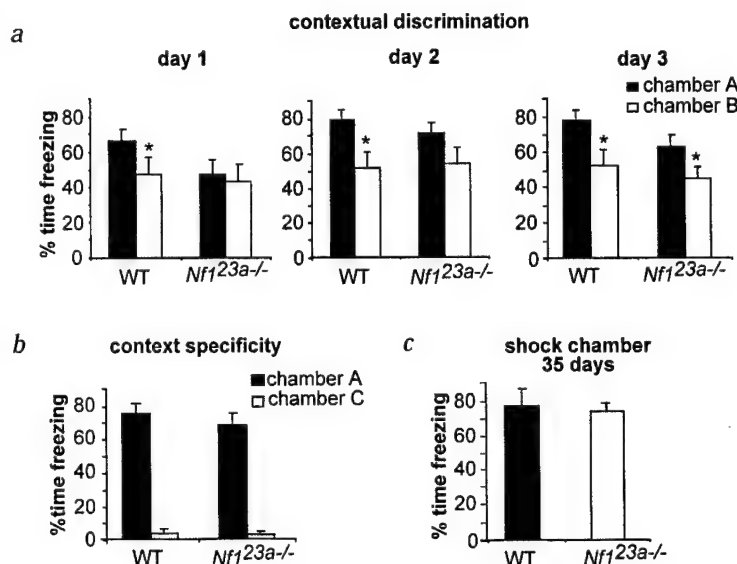 a
contextual discrimination
day 1
day 2
day 3
chamber A
chamber B
% time freezing
80
60
40
20
0
*
WT
Nf1 23a-/-
80
60
40
20
0
*
WT
Nf1 23a-/-
80
60
40
20
0
*
*
WT
Nf1 23a-/-
b
context specificity
chamber A
chamber C
%time freezing
80
60
40
20
0
WT
Nf1 23a-/-
c
shock chamber
35 days
% time freezing
80
60
40
20
0
WT
Nf1 23a-/-